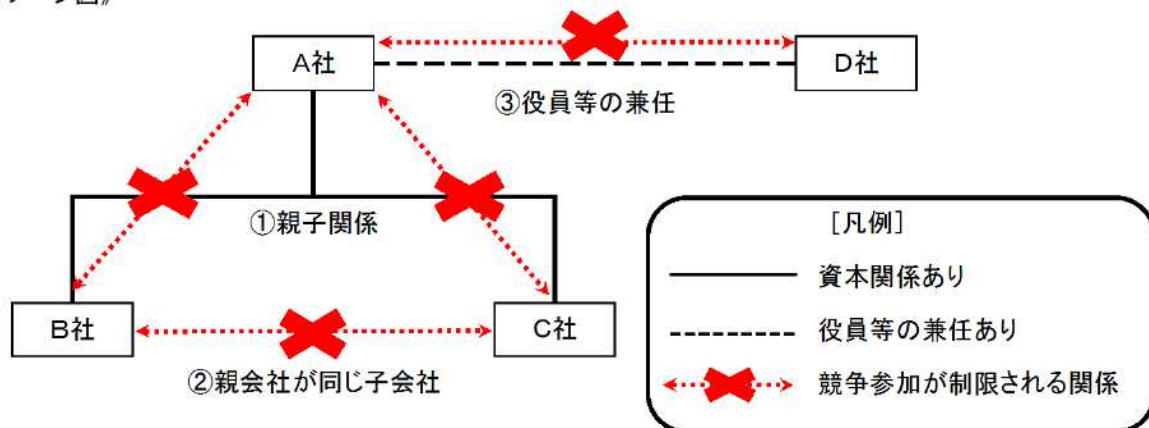 A社
D社
③役員等の兼任
①親子関係
B社
C社
②親会社が同じ子会社
[凡例]
資本関係あり
役員等の兼任あり
競争参加が制限される関係